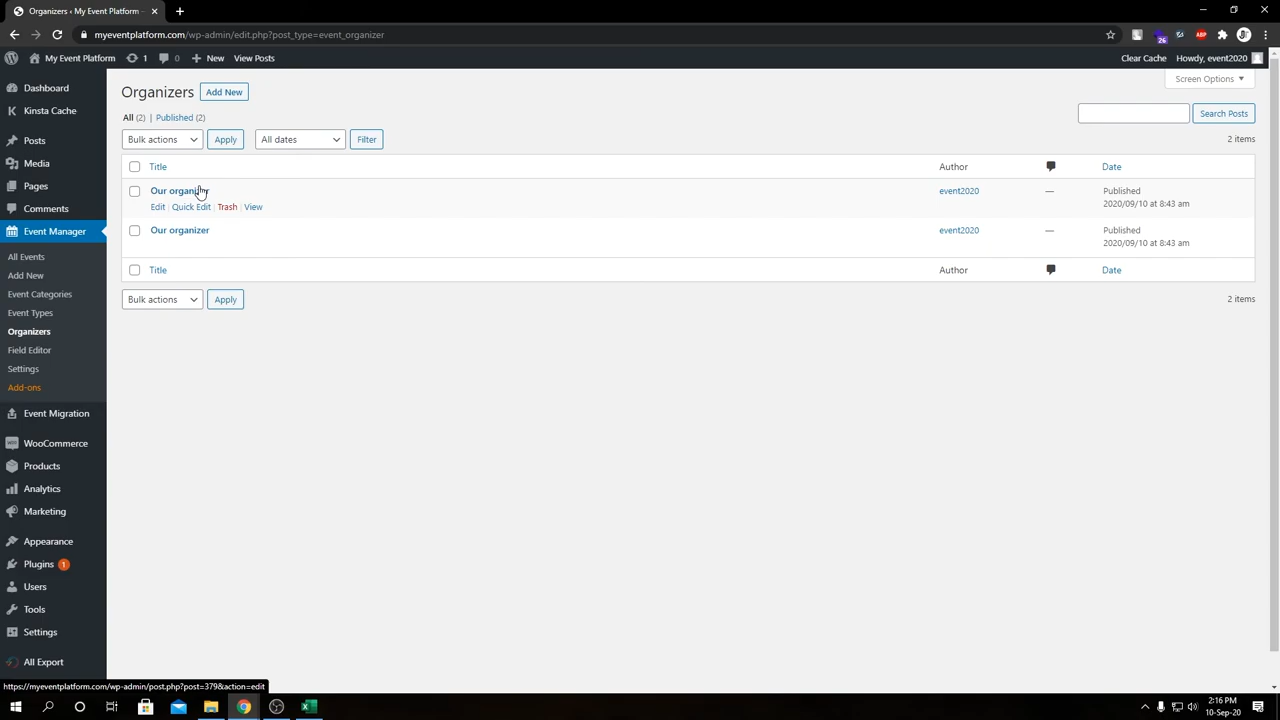 Organizers ‹ My Event Platform —
myeventplatform.com/wp-admin/edit.php?post_type=event_organizer
26
ABP
My Event Platform
1
0
New
View Posts
Clear Cache
Howdy, event2020
Dashboard
Kinsta Cache
Posts
Media
Pages
Comments
Event Manager
All Events
Add New
Event Categories
Event Types
Organizers
Field Editor
Settings
Add-ons
Event Migration
WooCommerce
Products
Analytics
Marketing
Appearance
Plugins 1
Users
Tools
Settings
All Export
Organizers Add New
Screen Options
All (2) | Published (2)
Search Posts
Bulk actions Apply All dates Filter
2 items
Title Author Date
Our organizer event2020 — Published
2020/09/10 at 8:43 am
Edit | Quick Edit | Trash | View
Our organizer event2020 — Published
2020/09/10 at 8:43 am
Title Author Date
Bulk actions Apply
2 items
https://myeventplatform.com/wp-admin/post.php?post=379&action=edit
2:16 PM
10-Sep-20